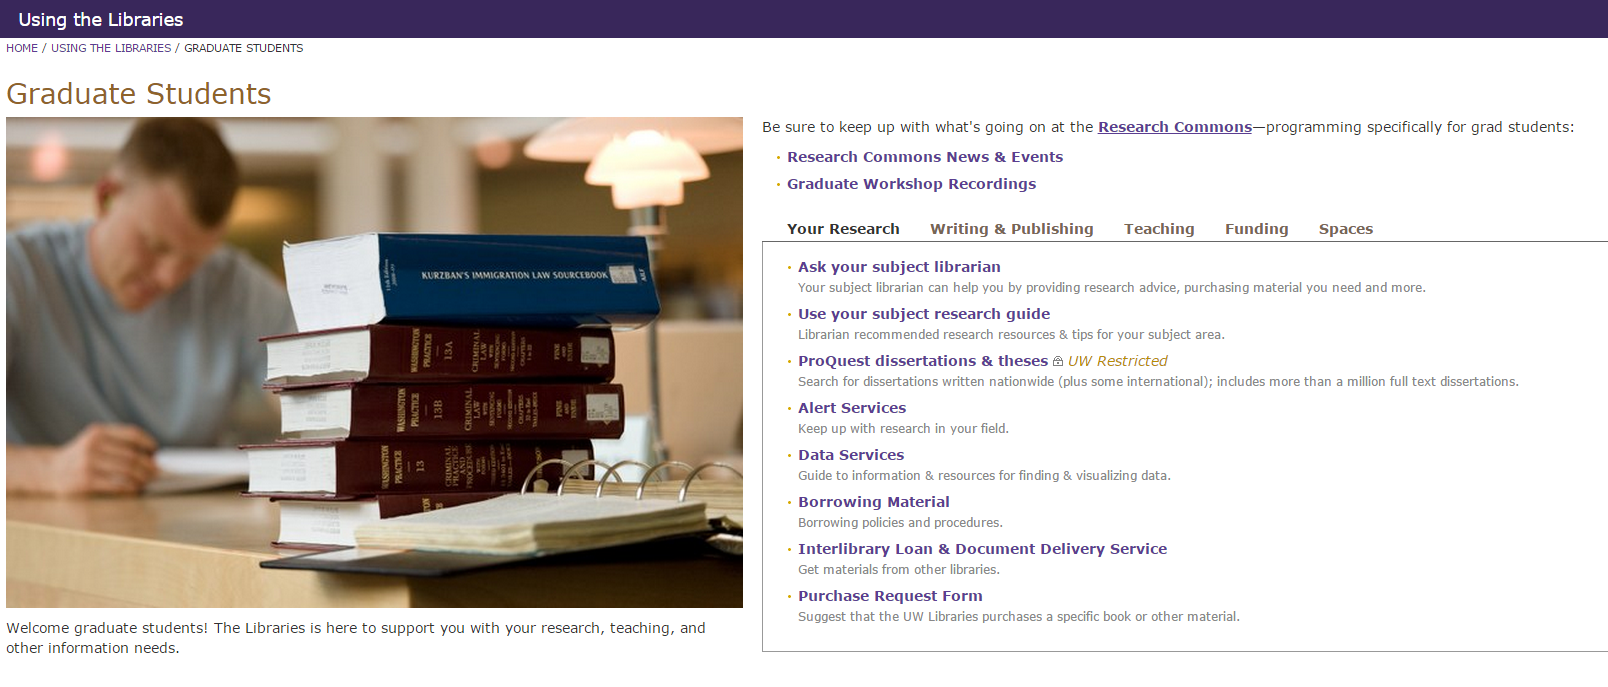 Using the Libraries
HOME / USING THE LIBRARIES / GRADUATE STUDENTS
Graduate Students
KURZBAN'S IMMIGRATION LAW SOURCEBOOK
AILF
WASHINGTON PRACTICE
13A
CRIMINAL LAW
PINE AND ENSDE
WASHINGTON PRACTICE
13B
CRIMINAL LAW
WASHINGTON PRACTICE
13
CRIMINAL PRACTICE AND PROCEDURE
Welcome graduate students! The Libraries is here to support you with your research, teaching, and
other information needs.
Be sure to keep up with what's going on at the Research Commons—programming specifically for grad students:
Research Commons News & Events
Graduate Workshop Recordings
Your Research Writing & Publishing Teaching Funding Spaces
Ask your subject librarian
Your subject librarian can help you by providing research advice, purchasing material you need and more.
Use your subject research guide
Librarian recommended research resources & tips for your subject area.
ProQuest dissertations & theses UW Restricted
Search for dissertations written nationwide (plus some international); includes more than a million full text dissertations.
Alert Services
Keep up with research in your field.
Data Services
Guide to information & resources for finding & visualizing data.
Borrowing Material
Borrowing policies and procedures.
Interlibrary Loan & Document Delivery Service
Get materials from other libraries.
Purchase Request Form
Suggest that the UW Libraries purchases a specific book or other material.